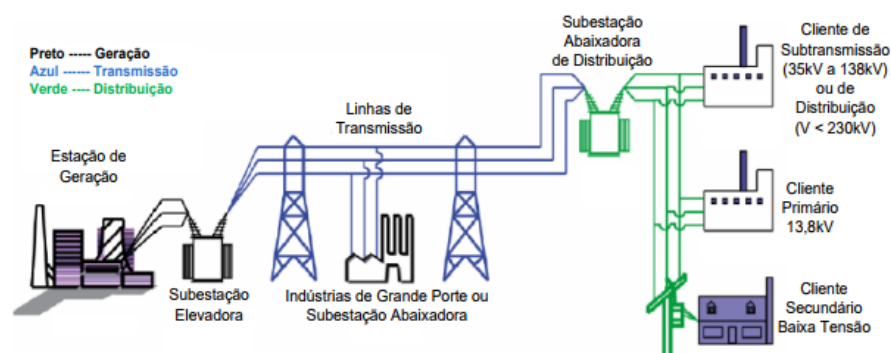 Preto ----- Geração
Azul ------ Transmissão
Verde ---- Distribuição
Estação de
Geração
Subestação
Elevadora
Linhas de
Transmissão
Indústrias de Grande Porte ou
Subestação Abaixadora
Subestação
Abaixadora
de Distribuição
Cliente de
Subtransmissão
(35kV a 138kV)
ou de
Distribuição
(V < 230kV)
Cliente
Primário
13,8kV
Cliente
Secundário
Baixa Tensão